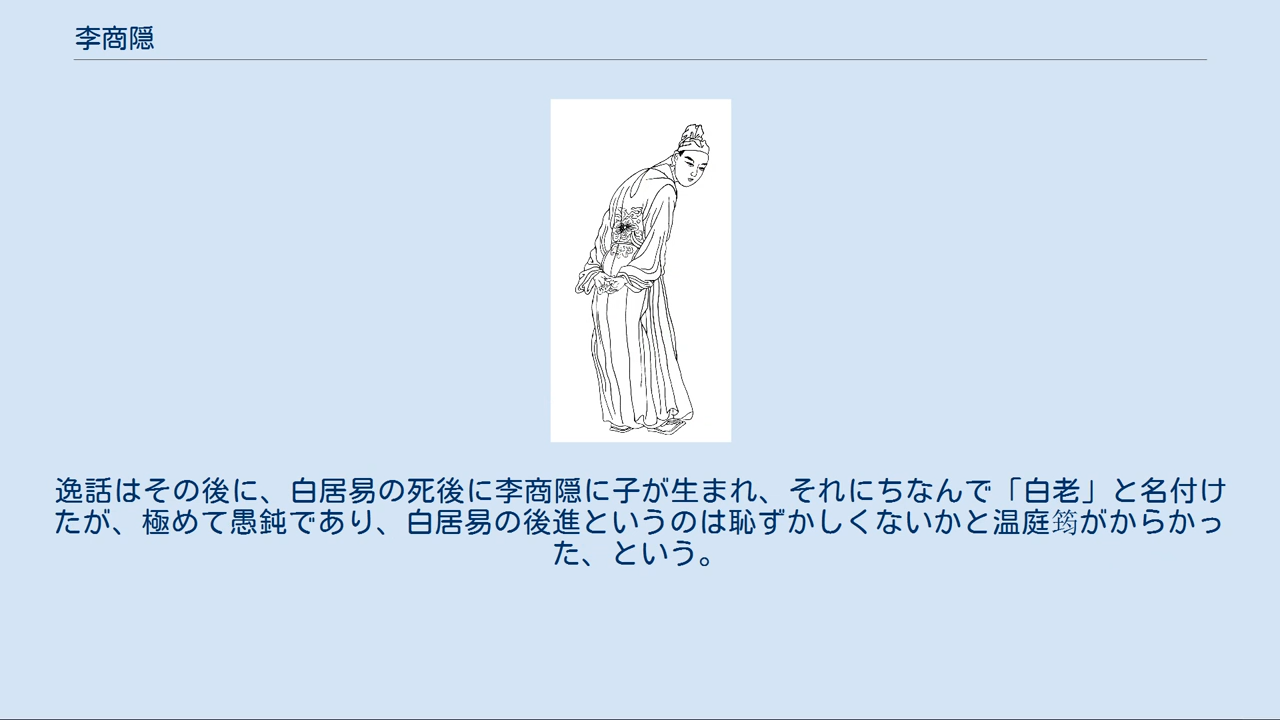 李商隠
逸話はその後に、白居易の死後に李商隠に子が生まれ、それにちなんで「白老」と名付け
たが、極めて愚鈍であり、白居易の後進というのは恥ずかしくないかと温庭筠がからかっ
た、という。